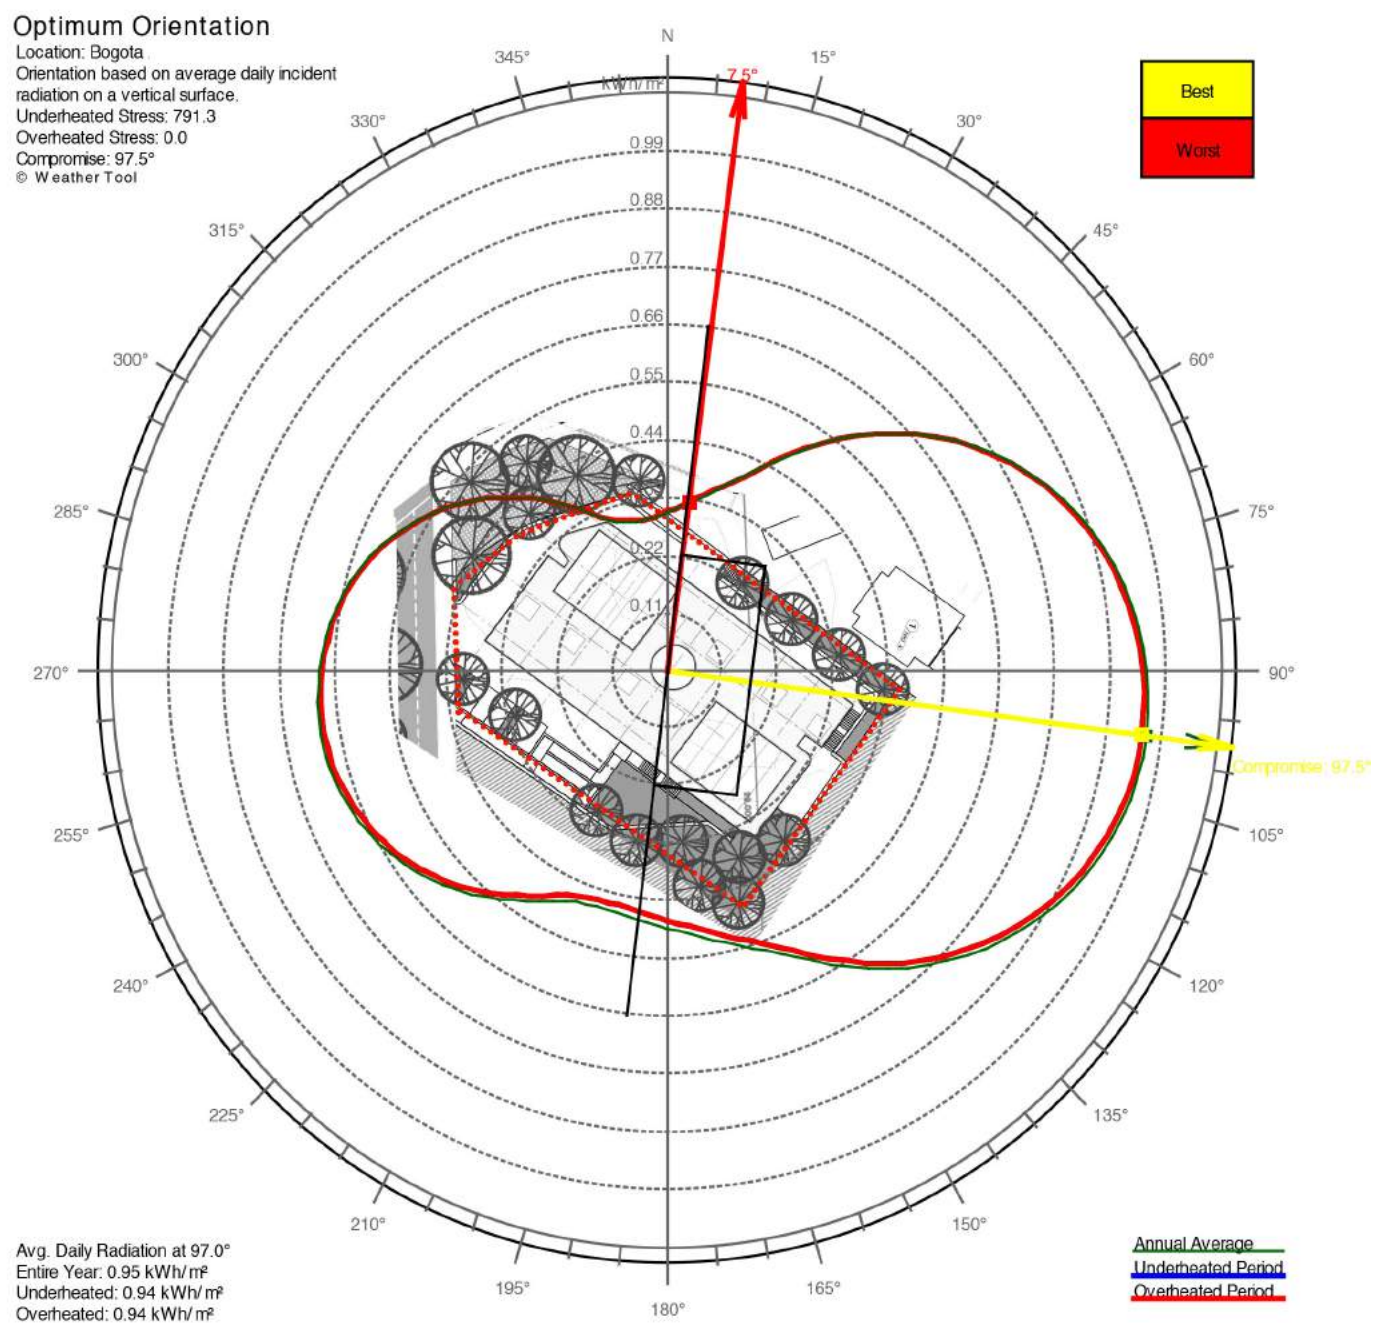 Optimum Orientation
Location: Bogota
Orientation based on average daily incident
radiation on a vertical surface.
Underheated Stress: 791.3
Overheated Stress: 0.0
Compromise: 97.5°
© Weather Tool
N
15°
30°
45°
60°
75°
90°
105°
120°
135°
150°
165°
180°
195°
210°
225°
240°
255°
270°
285°
300°
315°
330°
345°
7.5°
kWh/m²
0.99
0.88
0.77
0.66
0.55
0.44
0.22
0.11
Best
Worst
Compromise: 97.5°
Avg. Daily Radiation at 97.0°
Entire Year: 0.95 kWh/m²
Underheated: 0.94 kWh/m²
Overheated: 0.94 kWh/m²
Annual Average
Underheated Period
Overheated Period